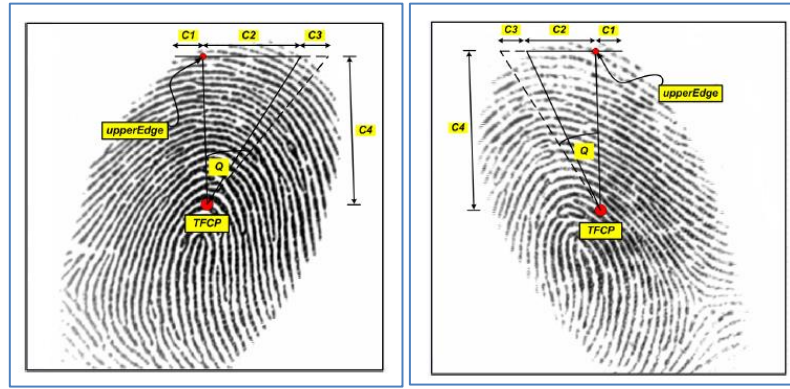 C1 C2 C3
C4
upperEdge
Q
TFCP
C3 C2 C1
upperEdge
C4
Q
TFCP